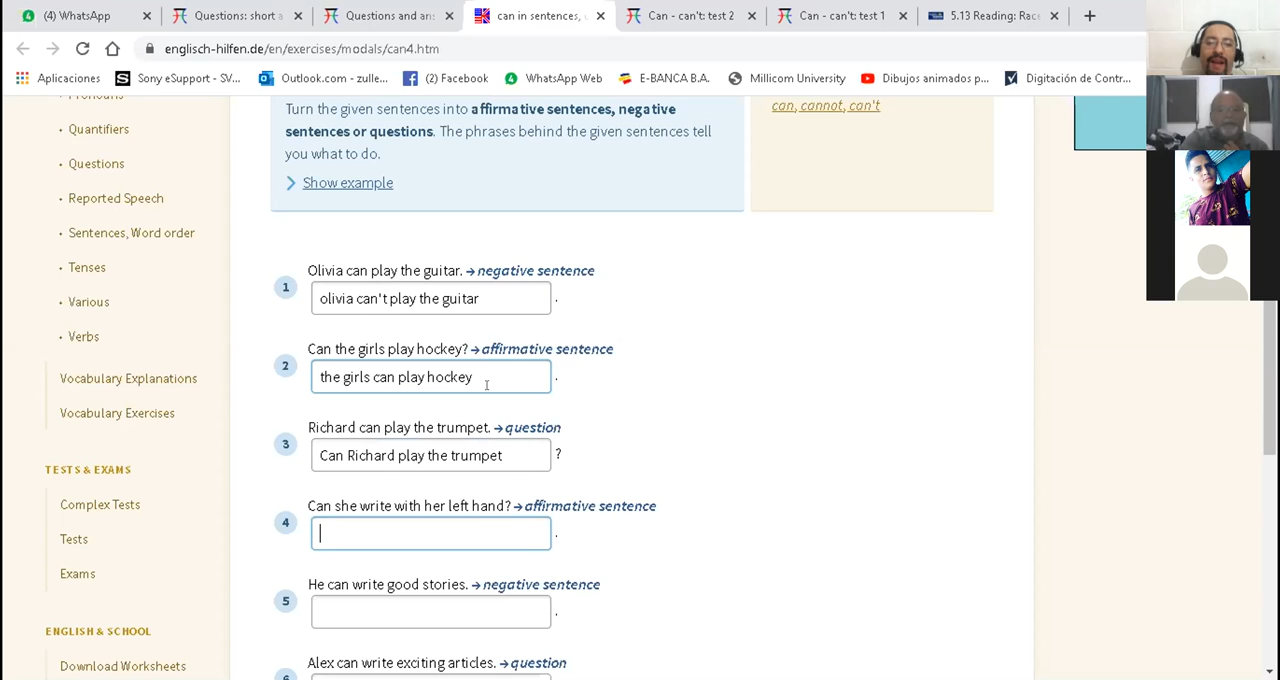 (4) WhatsApp
Questions: short a
Questions and ans
can in sentences,
Can - can't: test 2
Can - can't: test 1
5.13 Reading: Race
englisch-hilfen.de/en/exercises/modals/can4.htm
Aplicaciones
Sony eSupport - SV...
Outlook.com - zulle...
(2) Facebook
WhatsApp Web
E-BANCA B.A.
Millicom University
Dibujos animados p...
Digitación de Contr...
Pronouns
Quantifiers
Questions
Reported Speech
Sentences, Word order
Tenses
Various
Verbs
Vocabulary Explanations
Vocabulary Exercises
TESTS & EXAMS
Complex Tests
Tests
Exams
ENGLISH & SCHOOL
Download Worksheets
Turn the given sentences into affirmative sentences, negative
sentences or questions. The phrases behind the given sentences tell
you what to do.
Show example
can, cannot, can't
1
Olivia can play the guitar. → negative sentence
olivia can't play the guitar .
2
Can the girls play hockey? → affirmative sentence
the girls can play hockey .
3
Richard can play the trumpet. → question
Can Richard play the trumpet ?
4
Can she write with her left hand? → affirmative sentence
.
5
He can write good stories. → negative sentence
.
6
Alex can write exciting articles. → question